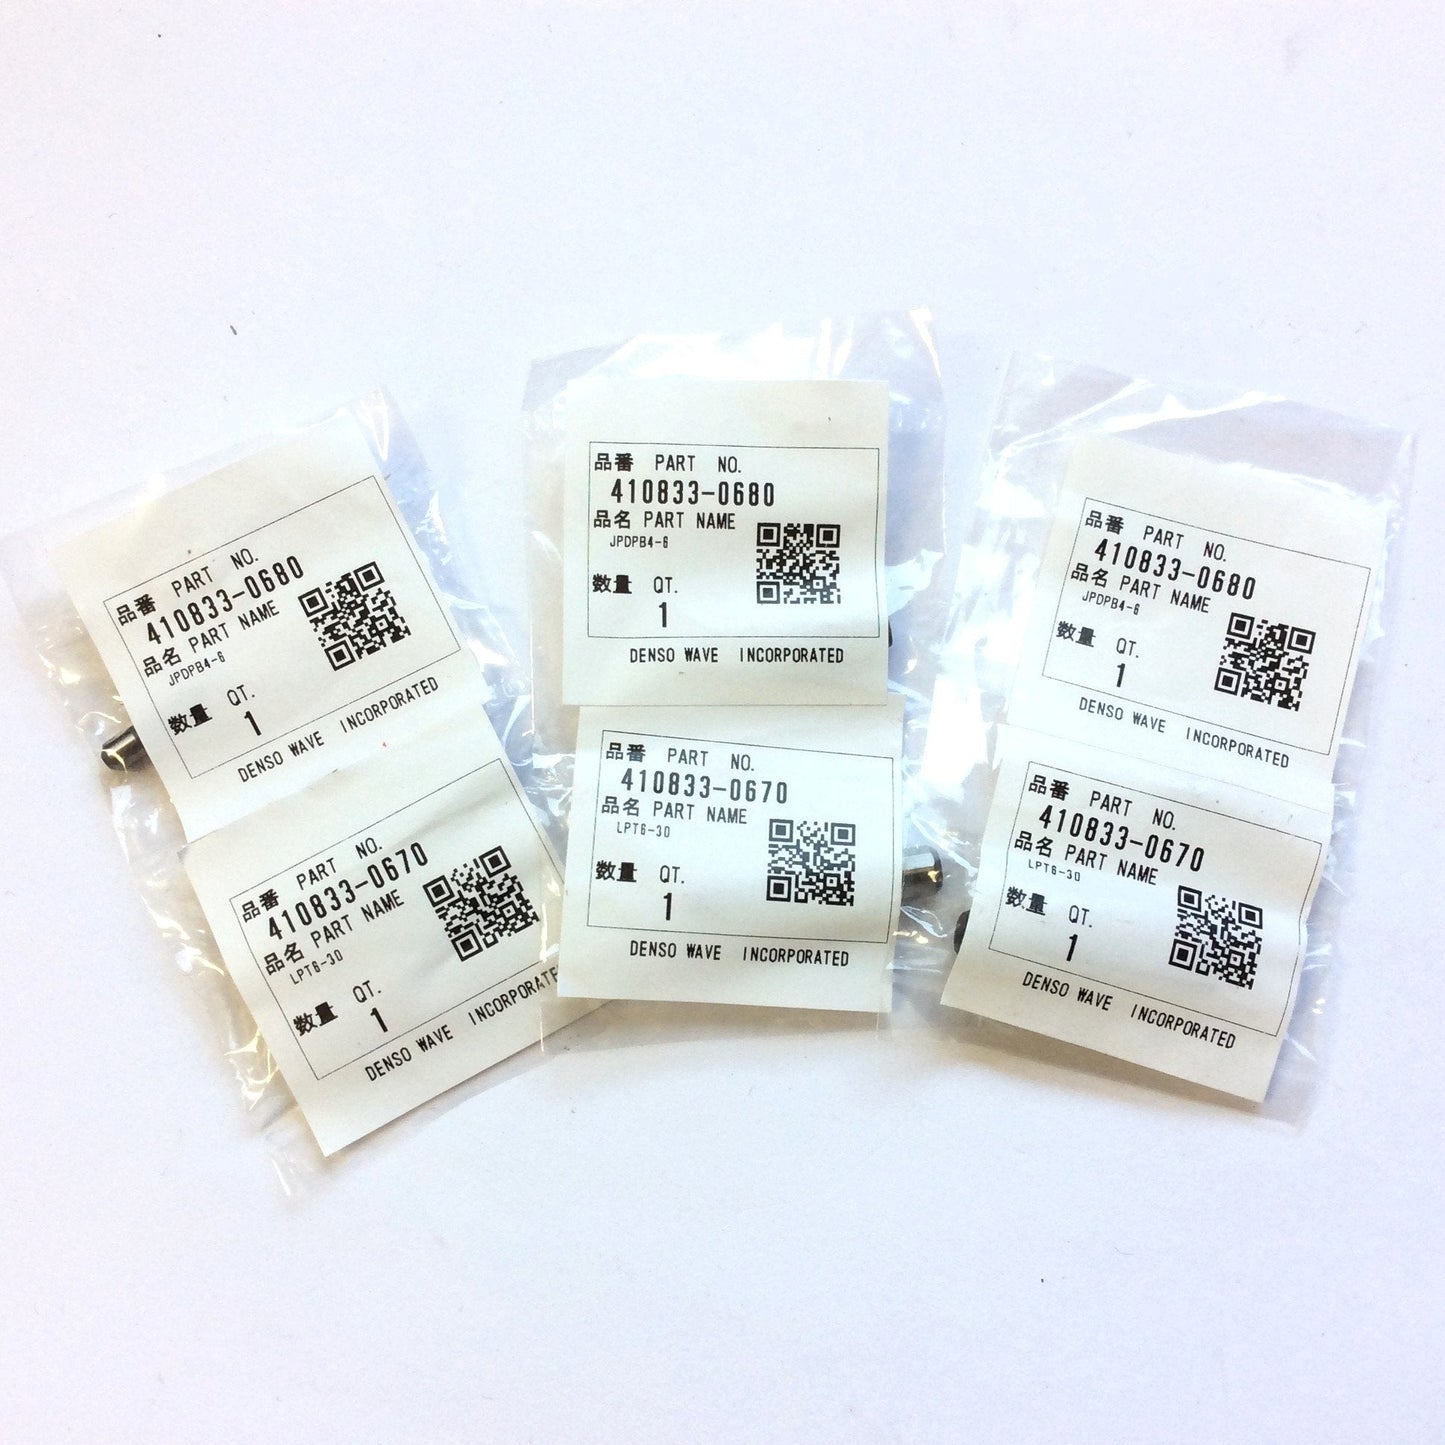 品番 PART NO.
410833-0680
品名 PART NAME
JPDPB4-6
数量 QT.
1
DENSO WAVE INCORPORATED
品番 PART NO.
410833-0670
品名 PART NAME
LPT6-30
数量 QT.
1
DENSO WAVE INCORPORATE
品番 PART NO.
410833-0680
品名 PART NAME
JPDPB4-6
数量 QT.
1
DENSO WAVE INCORPORATED
品番 PART NO.
410833-0670
品名 PART NAME
LPT6-30
数量 QT.
1
DENSO WAVE INCORPORATED
品番 PART NO.
410833-0680
品名 PART NAME
JPDPB4-6
数量 QT.
1
DENSO WAVE INCORPORATED
品番 PART NO.
410833-0670
品名 PART NAME
LPT6-30
数量 QT.
1
DENSO WAVE INCORPORATED